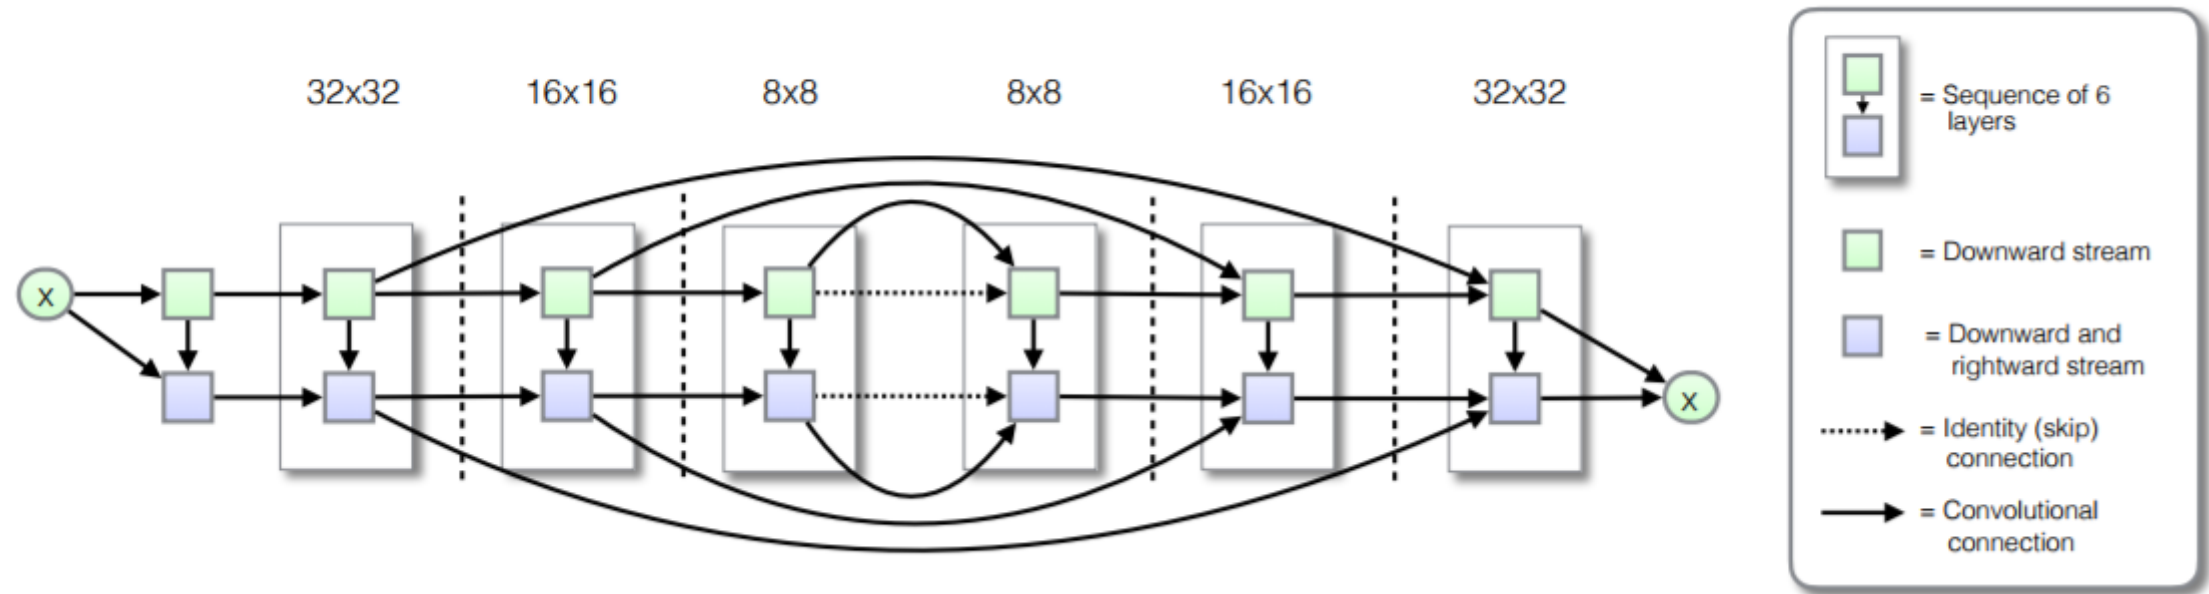 32x32
16x16
8x8
8x8
16x16
32x32
x
x
= Sequence of 6
layers
= Downward stream
= Downward and
rightward stream
= Identity (skip)
connection
= Convolutional
connection